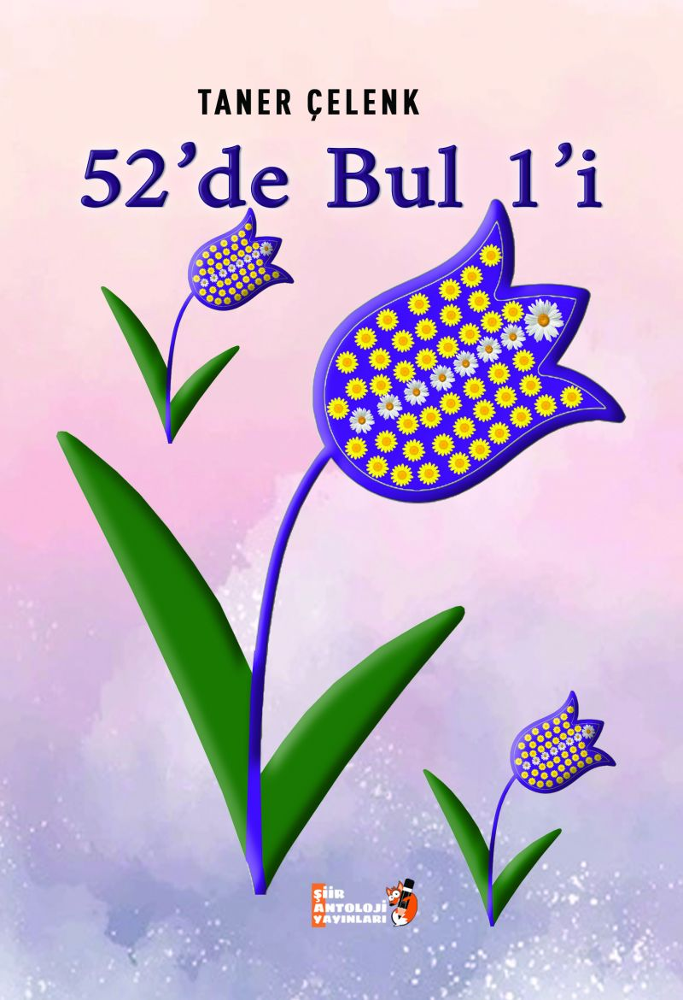 TANER ÇELENK
52'de Bul 1'i
ŞİİR
ANTOLOJİ
YAYINLARI